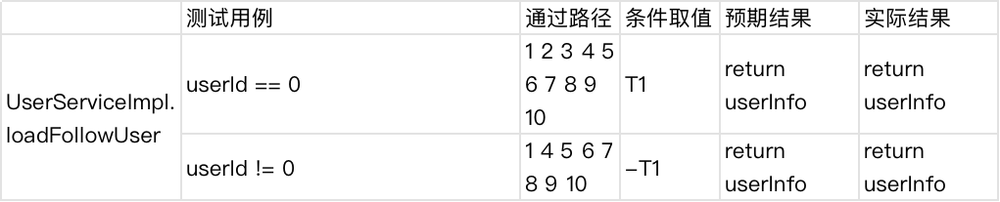 测试用例 通过路径 条件取值 预期结果 实际结果
UserServiceImpl.
loadFollowUser
userId == 0
1 2 3 4 5
6 7 8 9
10
T1
return
userInfo
return
userInfo
userId != 0
1 4 5 6 7
8 9 10
-T1
return
userInfo
return
userInfo